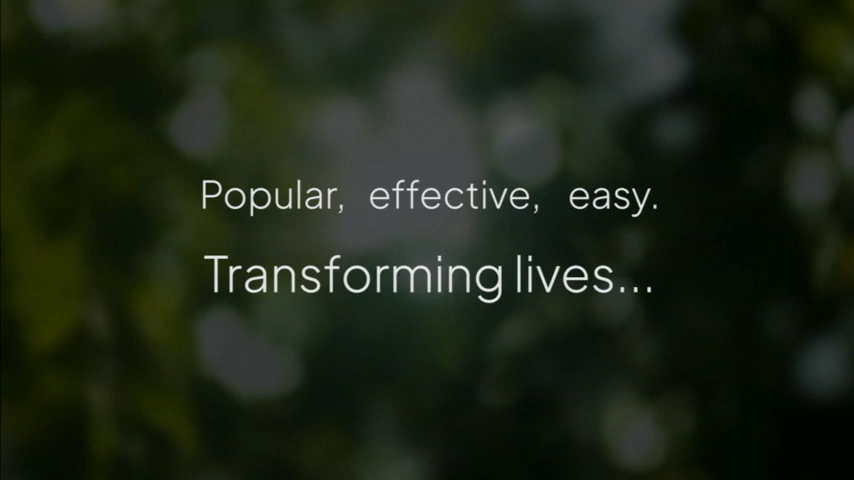 Popular, effective, easy.
Transforming lives...